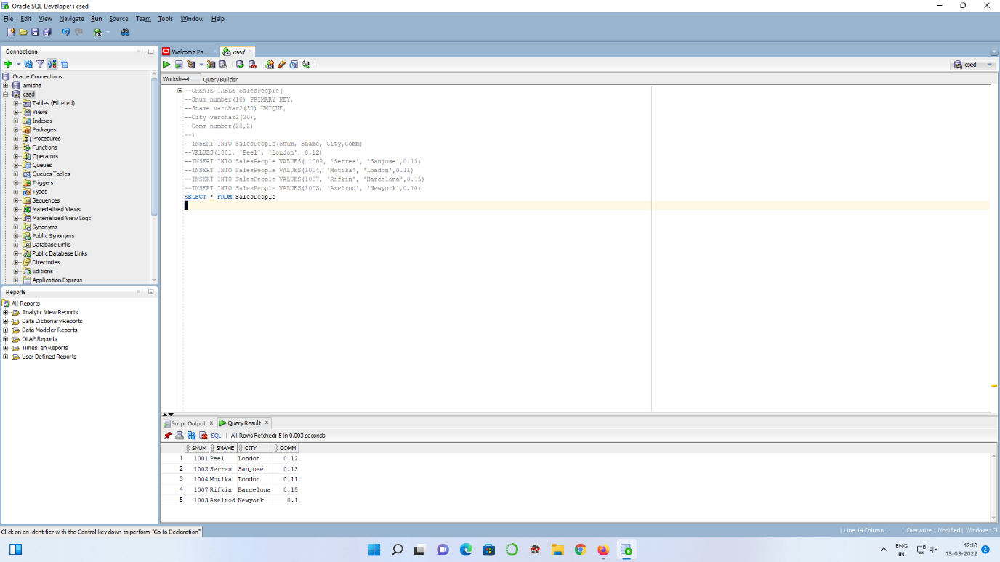 Oracle SQL Developer : csed
File Edit View Navigate Run Source Team Tools Window Help
Connections
Oracle Connections
amisha
csed
Tables (Filtered)
Views
Indexes
Packages
Procedures
Functions
Operators
Queues
Queues Tables
Triggers
Types
Sequences
Materialized Views
Materialized View Logs
Synonyms
Public Synonyms
Database Links
Public Database Links
Directories
Editions
Application Express
Reports
All Reports
Analytic View Reports
Data Dictionary Reports
Data Modeler Reports
OLAP Reports
TimesTen Reports
User Defined Reports
Welcome Pa... csed
csed
Worksheet Query Builder
--CREATE TABLE SalesPeople(
--Snum number(10) PRIMARY KEY,
--Sname varchar2(30) UNIQUE,
--City varchar2(20),
--Comm number(20,2)
--)
--INSERT INTO SalesPeople(Snum, Sname, City,Comm)
--VALUES(1001, 'Peel', 'London', 0.12)
--INSERT INTO SalesPeople VALUES( 1002, 'Serres', 'Sanjose',0.13)
--INSERT INTO SalesPeople VALUES(1004, 'Motika', 'London',0.11)
--INSERT INTO SalesPeople VALUES(1007, 'Rifkin', 'Barcelona',0.15)
--INSERT INTO SalesPeople VALUES(1003, 'Axelrod', 'Newyork',0.10)
SELECT * FROM SalesPeople
Script Output x Query Result x
SQL | All Rows Fetched: 5 in 0.003 seconds
SNUM SNAME CITY COMM
1 1001 Peel London 0.12
2 1002 Serres Sanjose 0.13
3 1004 Motika London 0.11
4 1007 Rifkin Barcelona 0.15
5 1003 Axelrod Newyork 0.1
Click on an identifier with the Control key down to perform "Go to Declaration"
| Line 14 Column 1 | Overwrite | Modified | Windows: Cl
ENG
IN
12:10
15-03-2022
2